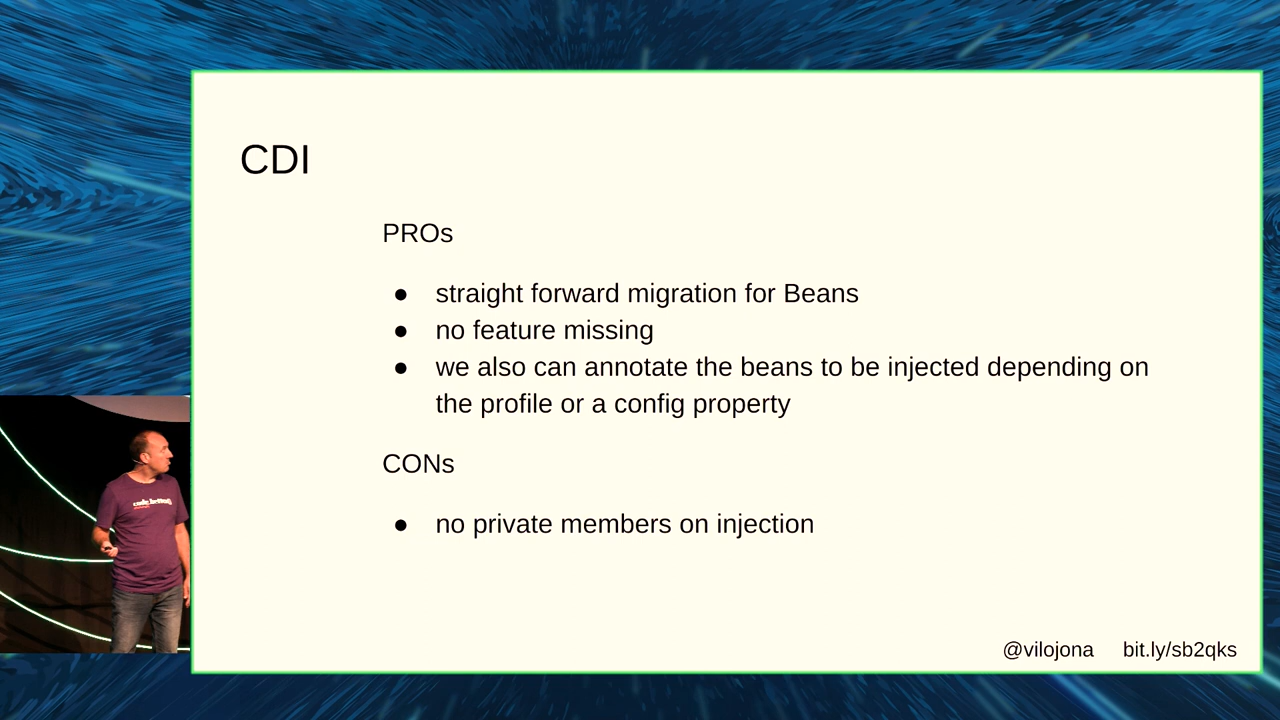 CDI
PROs
● straight forward migration for Beans
● no feature missing
● we also can annotate the beans to be injected depending on
the profile or a config property
CONs
● no private members on injection
@vilojona bit.ly/sb2qks